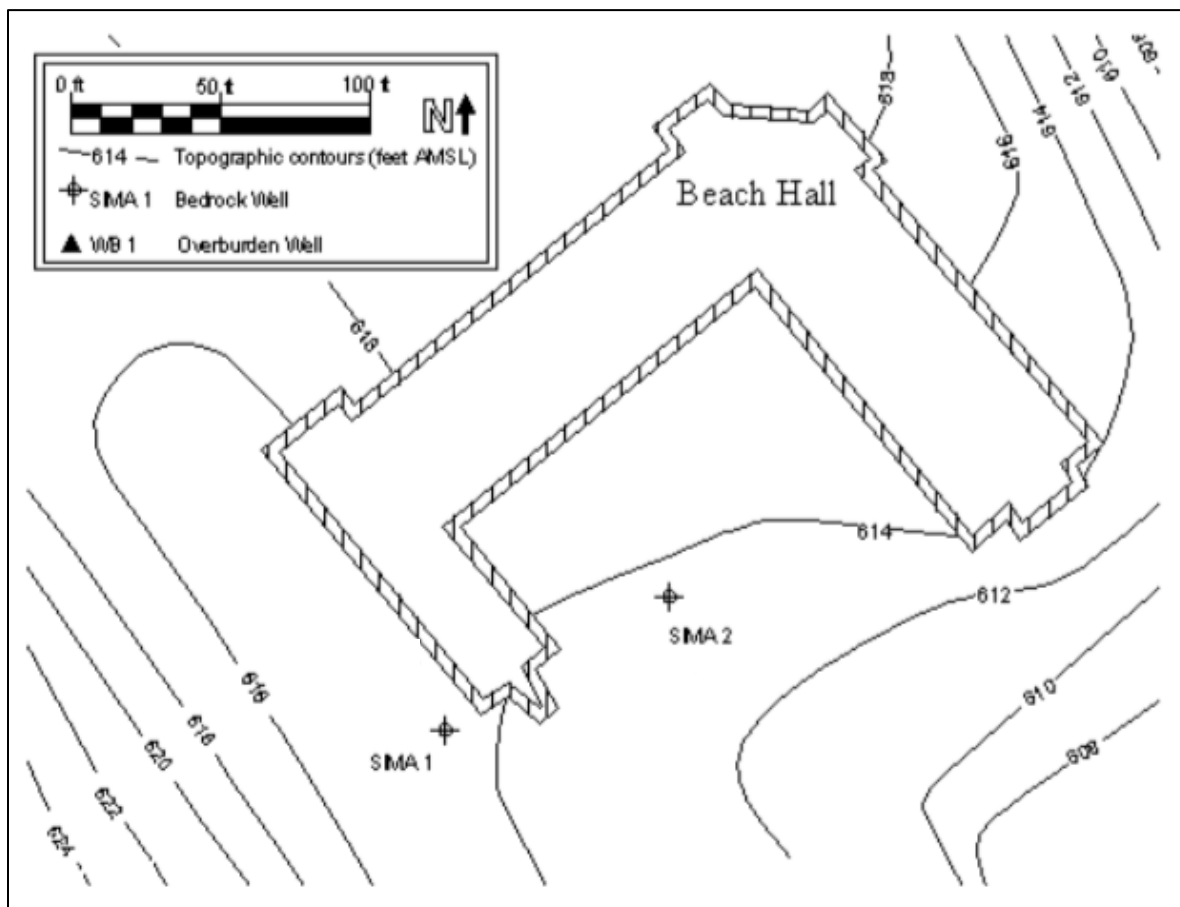 0 ft 50 t 100 t
N
614 Topographic contours (feet AMSL)
SIMA 1 Bedrock Well
WB 1 Overburden Well
618
616
614
612
610
608
Beach Hall
618
614
612
SIMA 2
616
618
620
622
624
SIMA 1
610
608